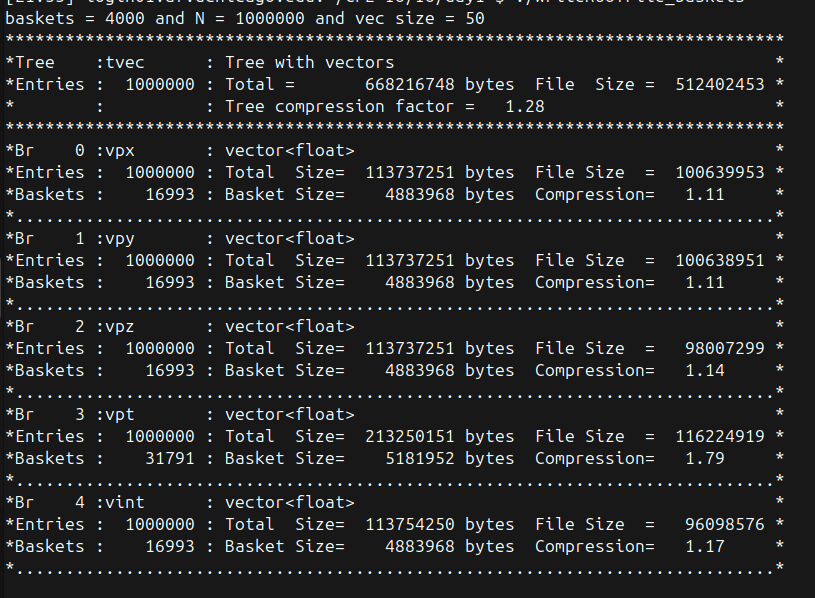 baskets = 4000 and N = 1000000 and vec size = 50
******************************************************************************
*Tree    :tvec      : Tree with vectors                                      *
*Entries :  1000000 : Total =       668216748 bytes  File  Size =  512402453 *
*        :          : Tree compression factor =   1.28                       *
******************************************************************************
*Br    0 :vpx       : vector<float>                                          *
*Entries :  1000000 : Total  Size=  113737251 bytes  File Size  =  100639953 *
*Baskets :    16993 : Basket Size=    4883968 bytes  Compression=   1.11     *
*............................................................................*
*Br    1 :vpy       : vector<float>                                          *
*Entries :  1000000 : Total  Size=  113737251 bytes  File Size  =  100638951 *
*Baskets :    16993 : Basket Size=    4883968 bytes  Compression=   1.11     *
*............................................................................*
*Br    2 :vpz       : vector<float>                                          *
*Entries :  1000000 : Total  Size=  113737251 bytes  File Size  =   98007299 *
*Baskets :    16993 : Basket Size=    4883968 bytes  Compression=   1.14     *
*............................................................................*
*Br    3 :vpt       : vector<float>                                          *
*Entries :  1000000 : Total  Size=  213250151 bytes  File Size  =  116224919 *
*Baskets :    31791 : Basket Size=    5181952 bytes  Compression=   1.79     *
*............................................................................*
*Br    4 :vint      : vector<float>                                          *
*Entries :  1000000 : Total  Size=  113754250 bytes  File Size  =   96098576 *
*Baskets :    16993 : Basket Size=    4883968 bytes  Compression=   1.17     *
*............................................................................*